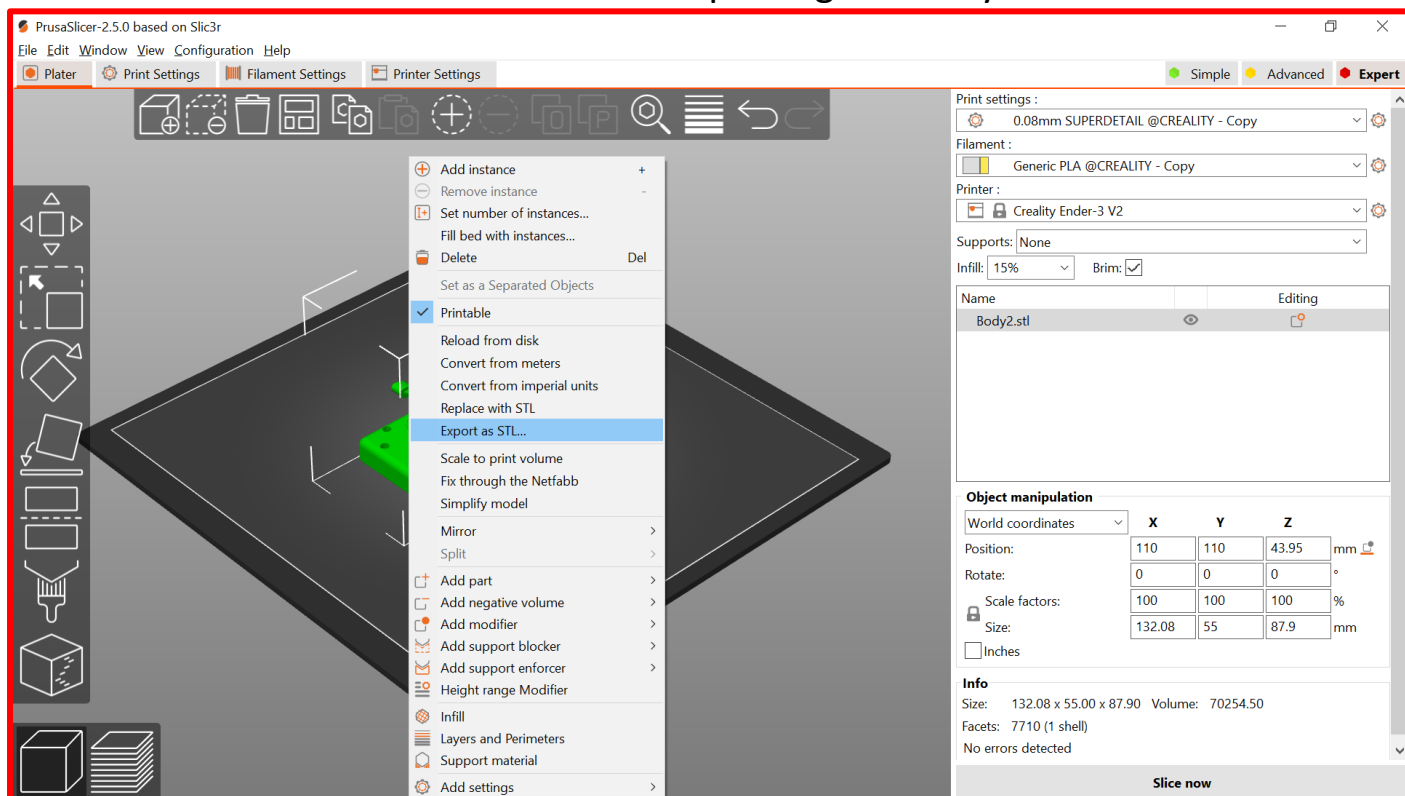 PrusaSlicer-2.5.0 based on Slic3r
File Edit Window View Configuration Help
Plater Print Settings Filament Settings Printer Settings
Simple Advanced Expert
Add instance +
Remove instance -
Set number of instances...
Fill bed with instances...
Delete Del
Set as a Separated Objects
Printable
Reload from disk
Convert from meters
Convert from imperial units
Replace with STL
Export as STL...
Scale to print volume
Fix through the Netfabb
Simplify model
Mirror
Split
Add part
Add negative volume
Add modifier
Add support blocker
Add support enforcer
Height range Modifier
Infill
Layers and Perimeters
Support material
Add settings
Print settings :
0.08mm SUPERDETAIL @CREALITY - Copy
Filament :
Generic PLA @CREALITY - Copy
Printer :
Creality Ender-3 V2
Supports: None
Infill: 15% Brim:
Name Editing
Body2.stl
Object manipulation
World coordinates X Y Z
Position: 110 110 43.95 mm
Rotate: 0 0 0 °
Scale factors: 100 100 100 %
Size: 132.08 55 87.9 mm
Inches
Info
Size: 132.08 x 55.00 x 87.90 Volume: 70254.50
Facets: 7710 (1 shell)
No errors detected
Slice now